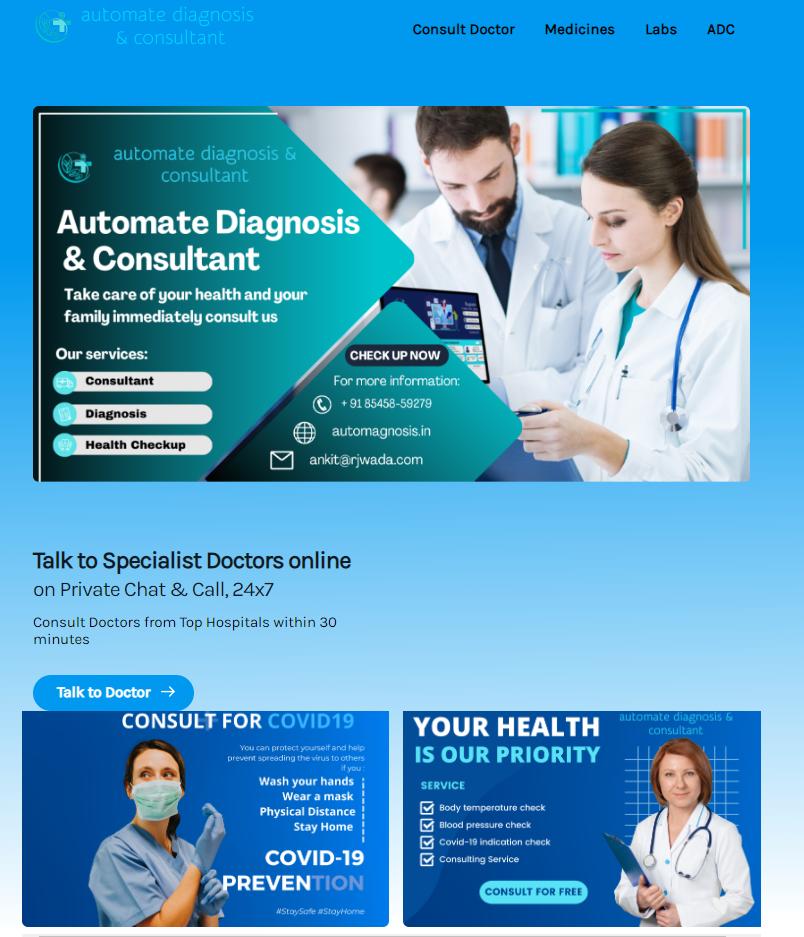 automate diagnosis
& consultant
Consult Doctor Medicines Labs ADC
automate diagnosis &
consultant
Automate Diagnosis
& Consultant
Take care of your health and your
family immediately consult us
Our services:
Consultant
Diagnosis
Health Checkup
CHECK UP NOW
For more information:
+ 91 85458-59279
automagnosis.in
ankit@rjwada.com
Talk to Specialist Doctors online
on Private Chat & Call, 24x7
Consult Doctors from Top Hospitals within 30
minutes
Talk to Doctor
CONSULT FOR COVID19
You can protect yourself and help
prevent spreading the virus to others
if you :
Wash your hands
Wear a mask
Physical Distance
Stay Home
COVID-19
PREVENTION
#StaySafe #StayHome
automate diagnosis &
consultant
YOUR HEALTH
IS OUR PRIORITY
SERVICE
Body temperature check
Blood pressure check
Covid-19 indication check
Consulting Service
CONSULT FOR FREE